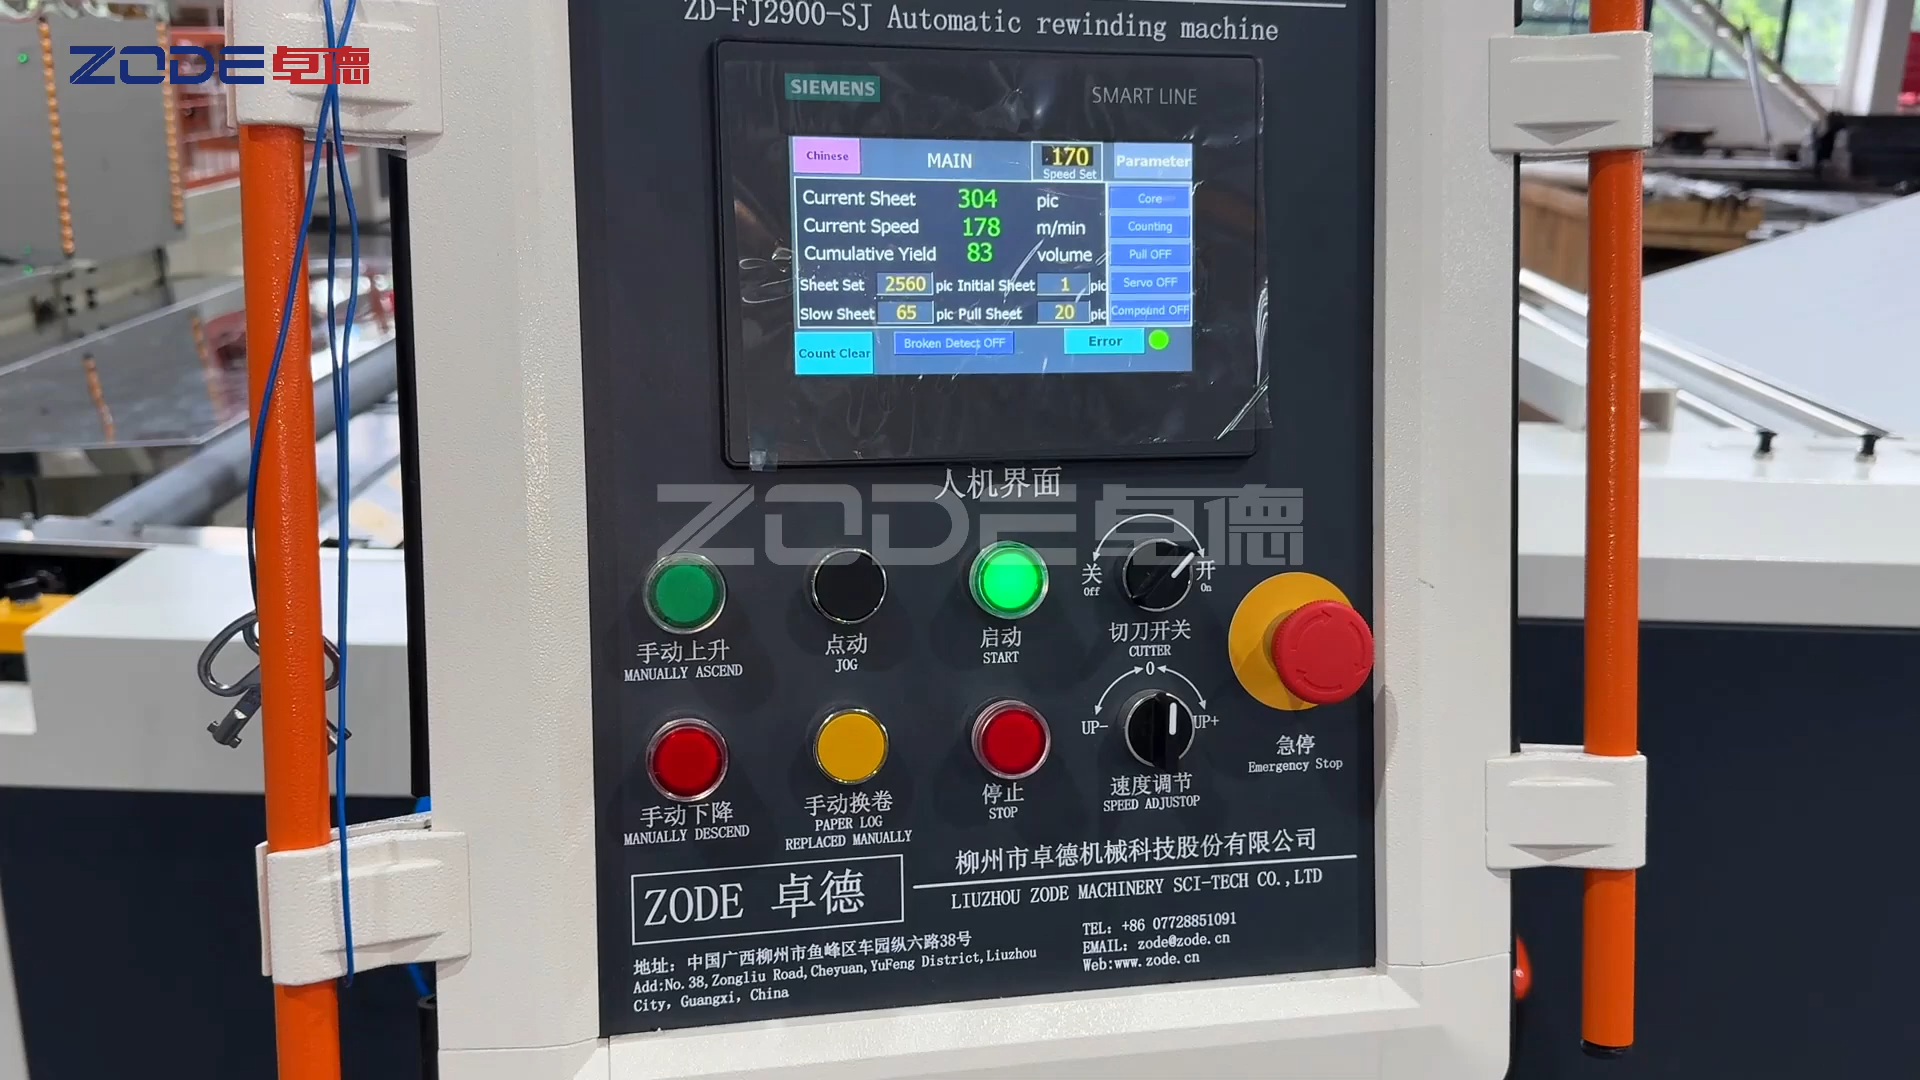 ZD-FJ2900-SJ Automatic rewinding machine
ZODE 卓德
SIEMENS
SMART LINE
Chinese
MAIN
170
Speed Set
Parameter
Current Sheet 304 pic
Core
Current Speed 178 m/min
Counting
Cumulative Yield 83 volume
Pull OFF
Sheet Set 2560 pic Initial Sheet 1 pic
Servo OFF
Slow Sheet 65 pic Pull Sheet 20 pic
Compound OFF
Count Clear
Broken Detect OFF
Error
人机界面
ZODE 卓德
关
Off
开
On
手动上升
MANUALLY ASCEND
点动
JOG
启动
START
切刀开关
CUTTER
0
UP-
UP+
手动下降
MANUALLY DESCEND
手动换卷
PAPER LOG
REPLACED MANUALLY
停止
STOP
速度调节
SPEED ADJUSTOP
急停
Emergency Stop
ZODE 卓德
柳州市卓德机械科技股份有限公司
LIUZHOU ZODE MACHINERY SCI-TECH CO.,LTD
地址：中国广西柳州市鱼峰区车园纵六路38号
Add:No.38,Zongliu Road,Cheyuan,YuFeng District,Liuzhou
City, Guangxi, China
TEL: +86 07728851091
EMAIL: zode@zode.cn
Web:www.zode.cn